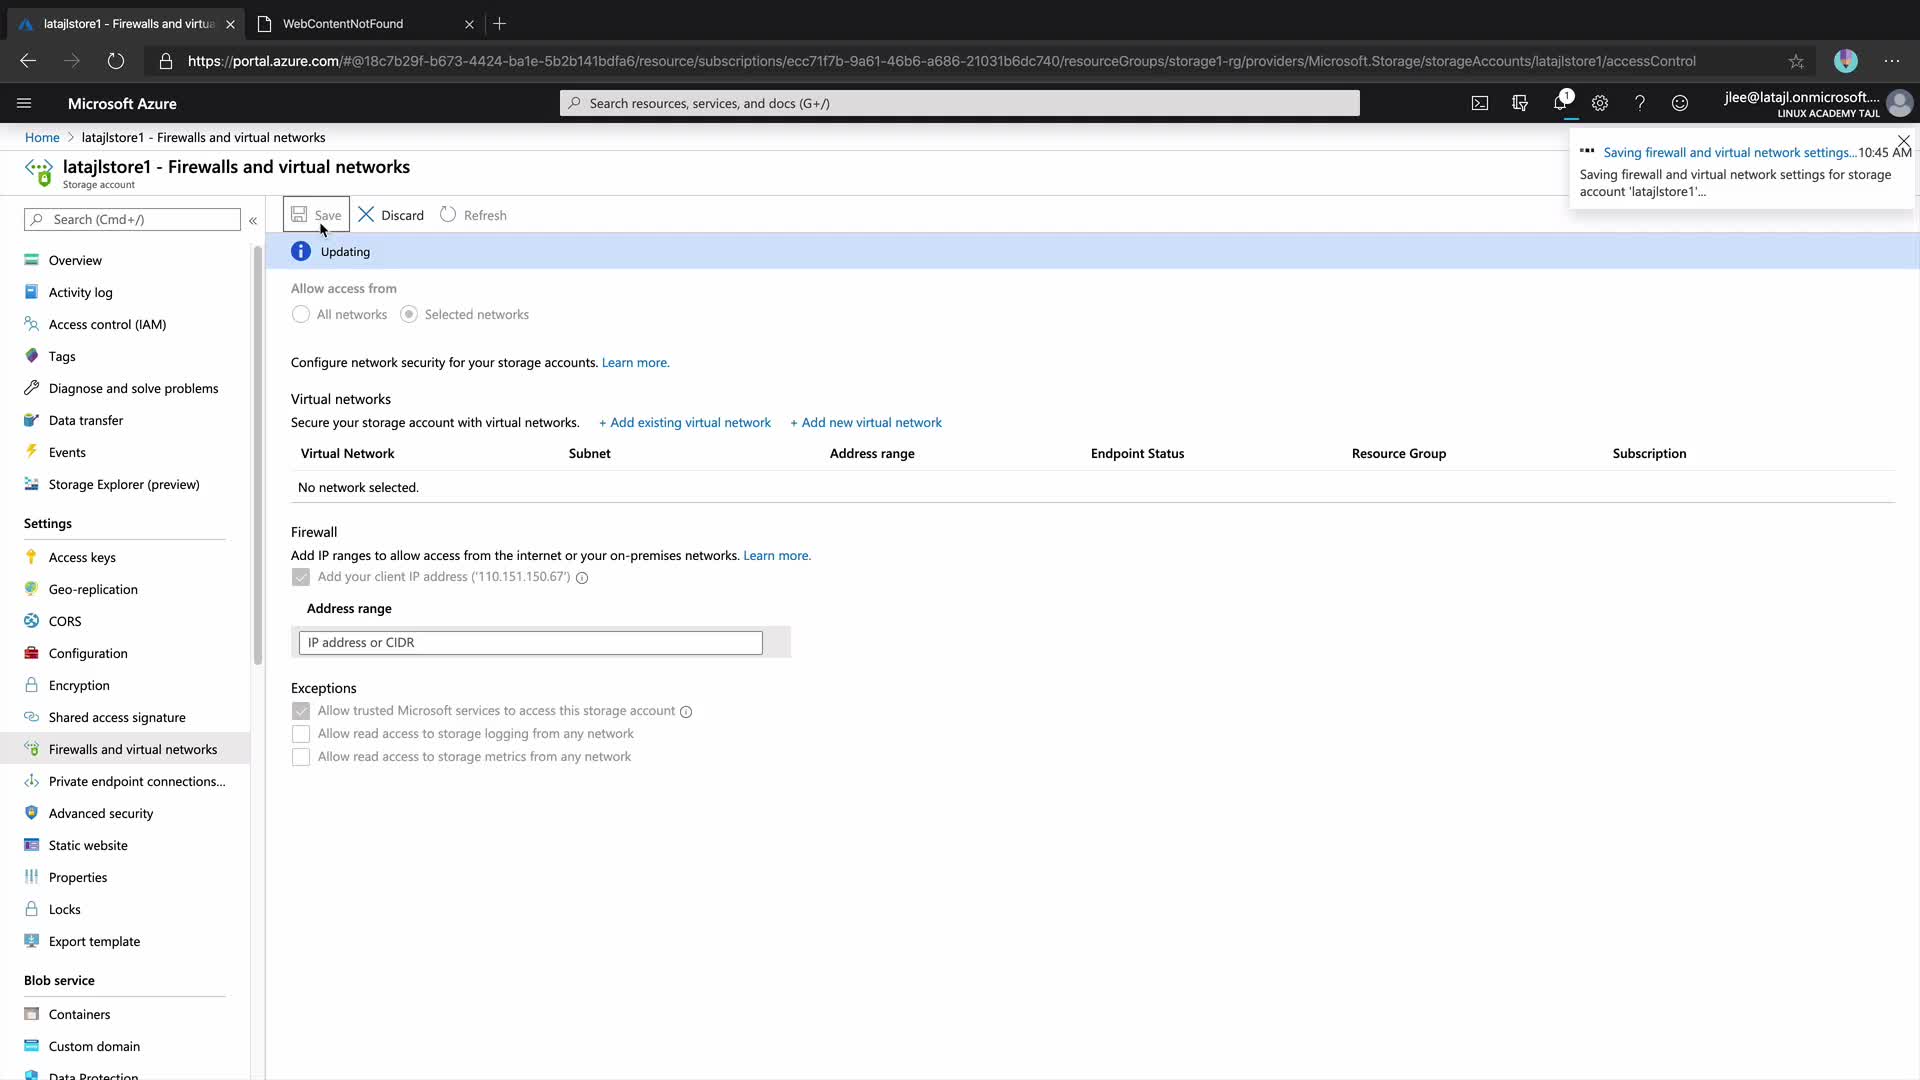 latajlstore1 - Firewalls and virtua
WebContentNotFound
https://portal.azure.com/#@18c7b29f-b673-4424-ba1e-5b2b141bdfa6/resource/subscriptions/ecc71f7b-9a61-46b6-a686-21031b6dc740/resourceGroups/storage1-rg/providers/Microsoft.Storage/storageAccounts/latajlstore1/accessControl
Microsoft Azure
Search resources, services, and docs (G+/)
1
jlee@latajl.onmicrosoft....
LINUX ACADEMY TAJL
Home > latajlstore1 - Firewalls and virtual networks
latajlstore1 - Firewalls and virtual networks
Storage account
Saving firewall and virtual network settings... 10:45 AM
Saving firewall and virtual network settings for storage
account 'latajlstore1'...
Search (Cmd+/)
«
Save
Discard
Refresh
Updating
Overview
Activity log
Access control (IAM)
Tags
Diagnose and solve problems
Data transfer
Events
Storage Explorer (preview)
Settings
Access keys
Geo-replication
CORS
Configuration
Encryption
Shared access signature
Firewalls and virtual networks
Private endpoint connections...
Advanced security
Static website
Properties
Locks
Export template
Blob service
Containers
Custom domain
Data Protection
Allow access from
All networks
Selected networks
Configure network security for your storage accounts. Learn more.
Virtual networks
Secure your storage account with virtual networks. + Add existing virtual network + Add new virtual network
Virtual Network Subnet Address range Endpoint Status Resource Group Subscription
No network selected.
Firewall
Add IP ranges to allow access from the internet or your on-premises networks. Learn more.
Add your client IP address ('110.151.150.67')
Address range
IP address or CIDR
Exceptions
Allow trusted Microsoft services to access this storage account
Allow read access to storage logging from any network
Allow read access to storage metrics from any network